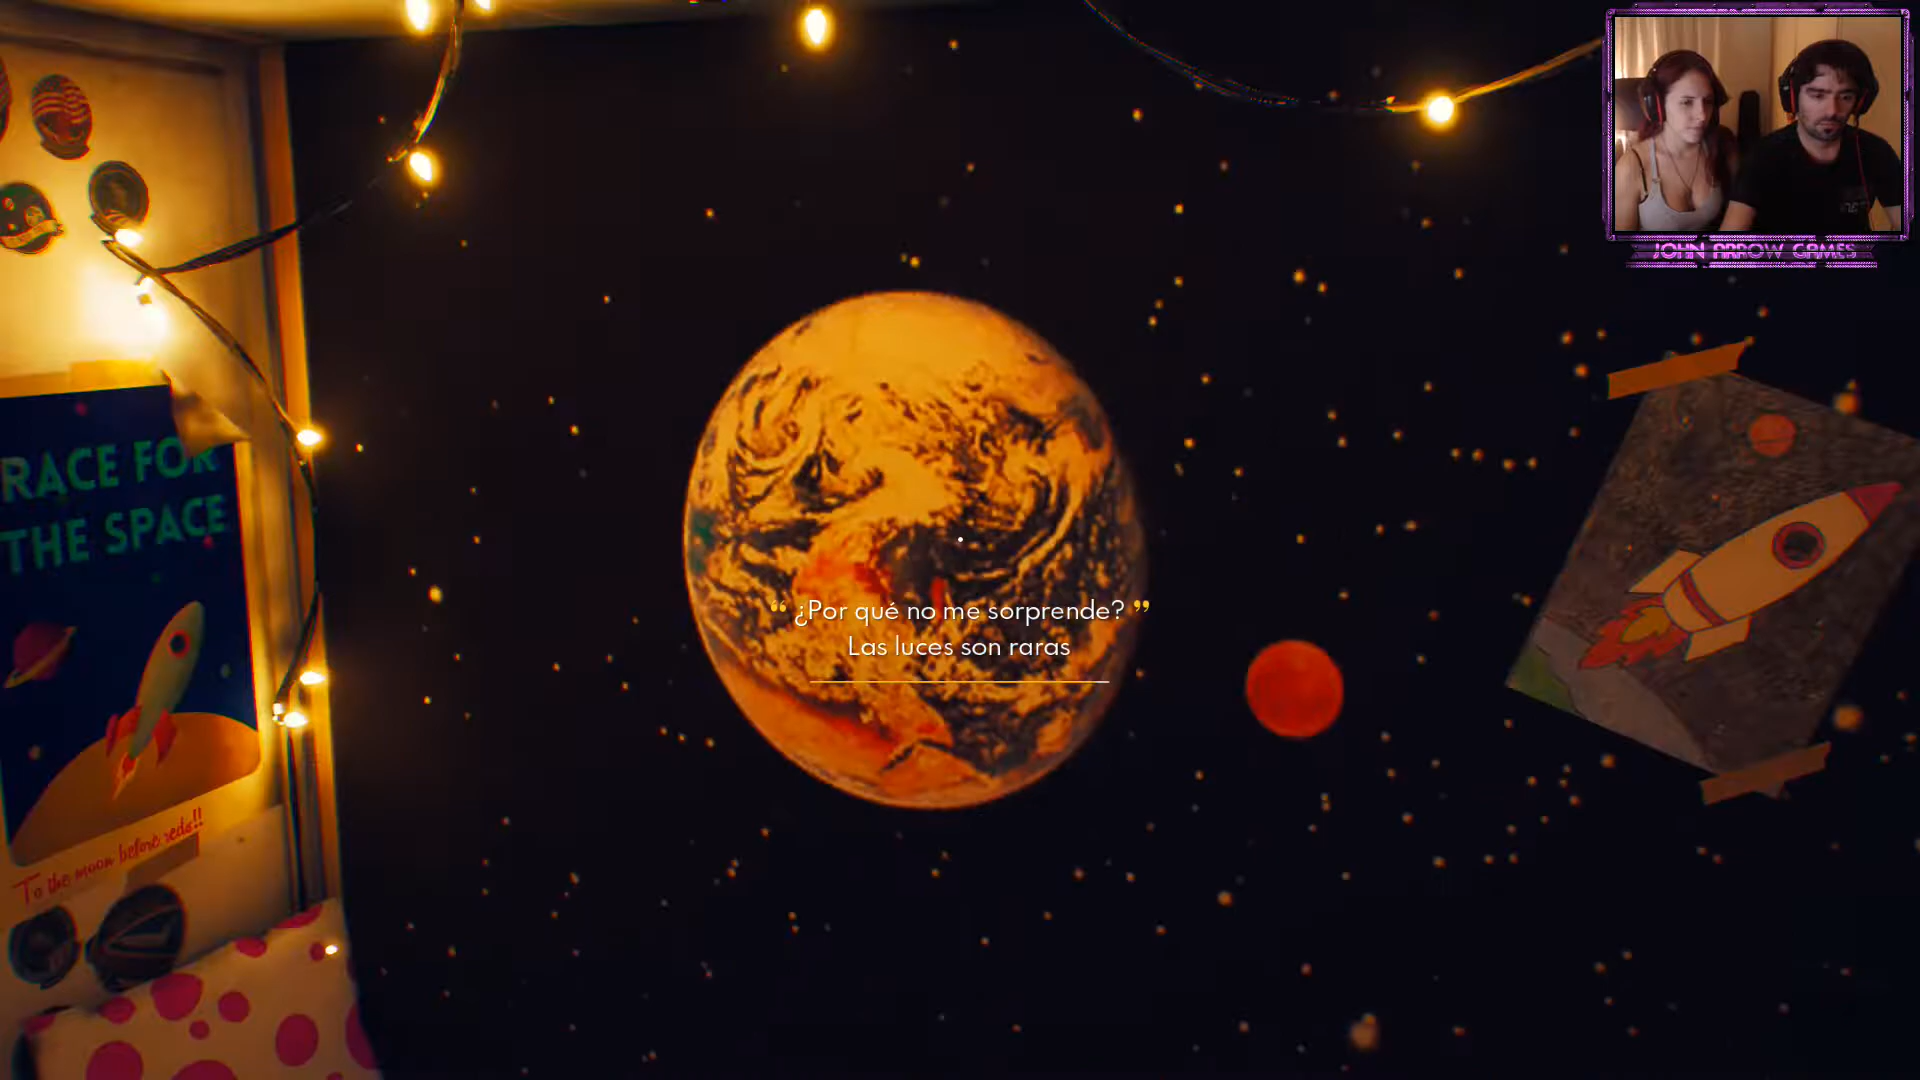 JOHN ARROW GAMES
RACE FOR
THE SPACE
“ ¿Por qué no me sorprende? ”
Las luces son raras
To the moon before reds!!